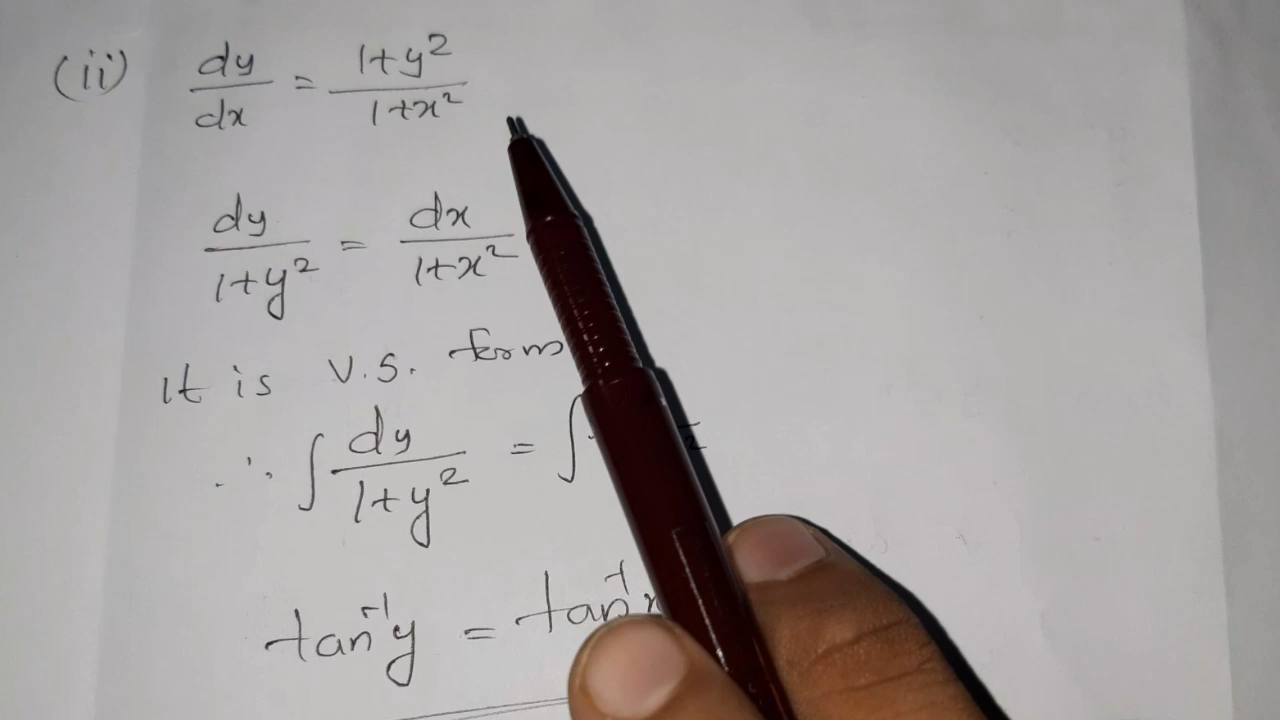 (ii) dy/dx = 1+y²/1+x²
dy/1+y² = dx/1+x²
It is V.S. form
∴ ∫ dy/1+y² = ∫
tan⁻¹y = tan⁻¹x